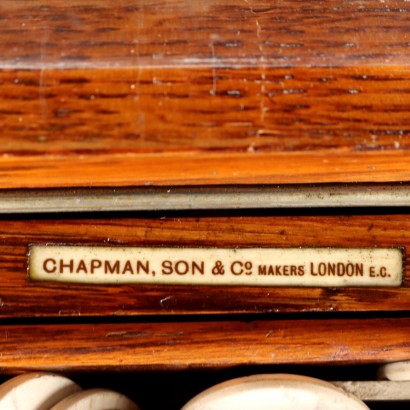 CHAPMAN, SON & Cº MAKERS LONDON E.C.